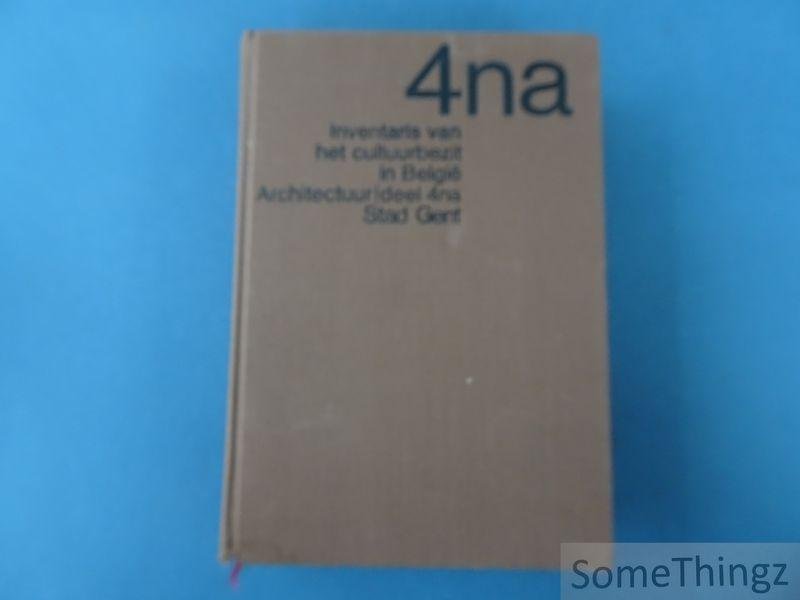 4na
Inventaris van
het cultuurbezit
in België
Architectuur|deel 4na
Stad Gent
SomeThingz